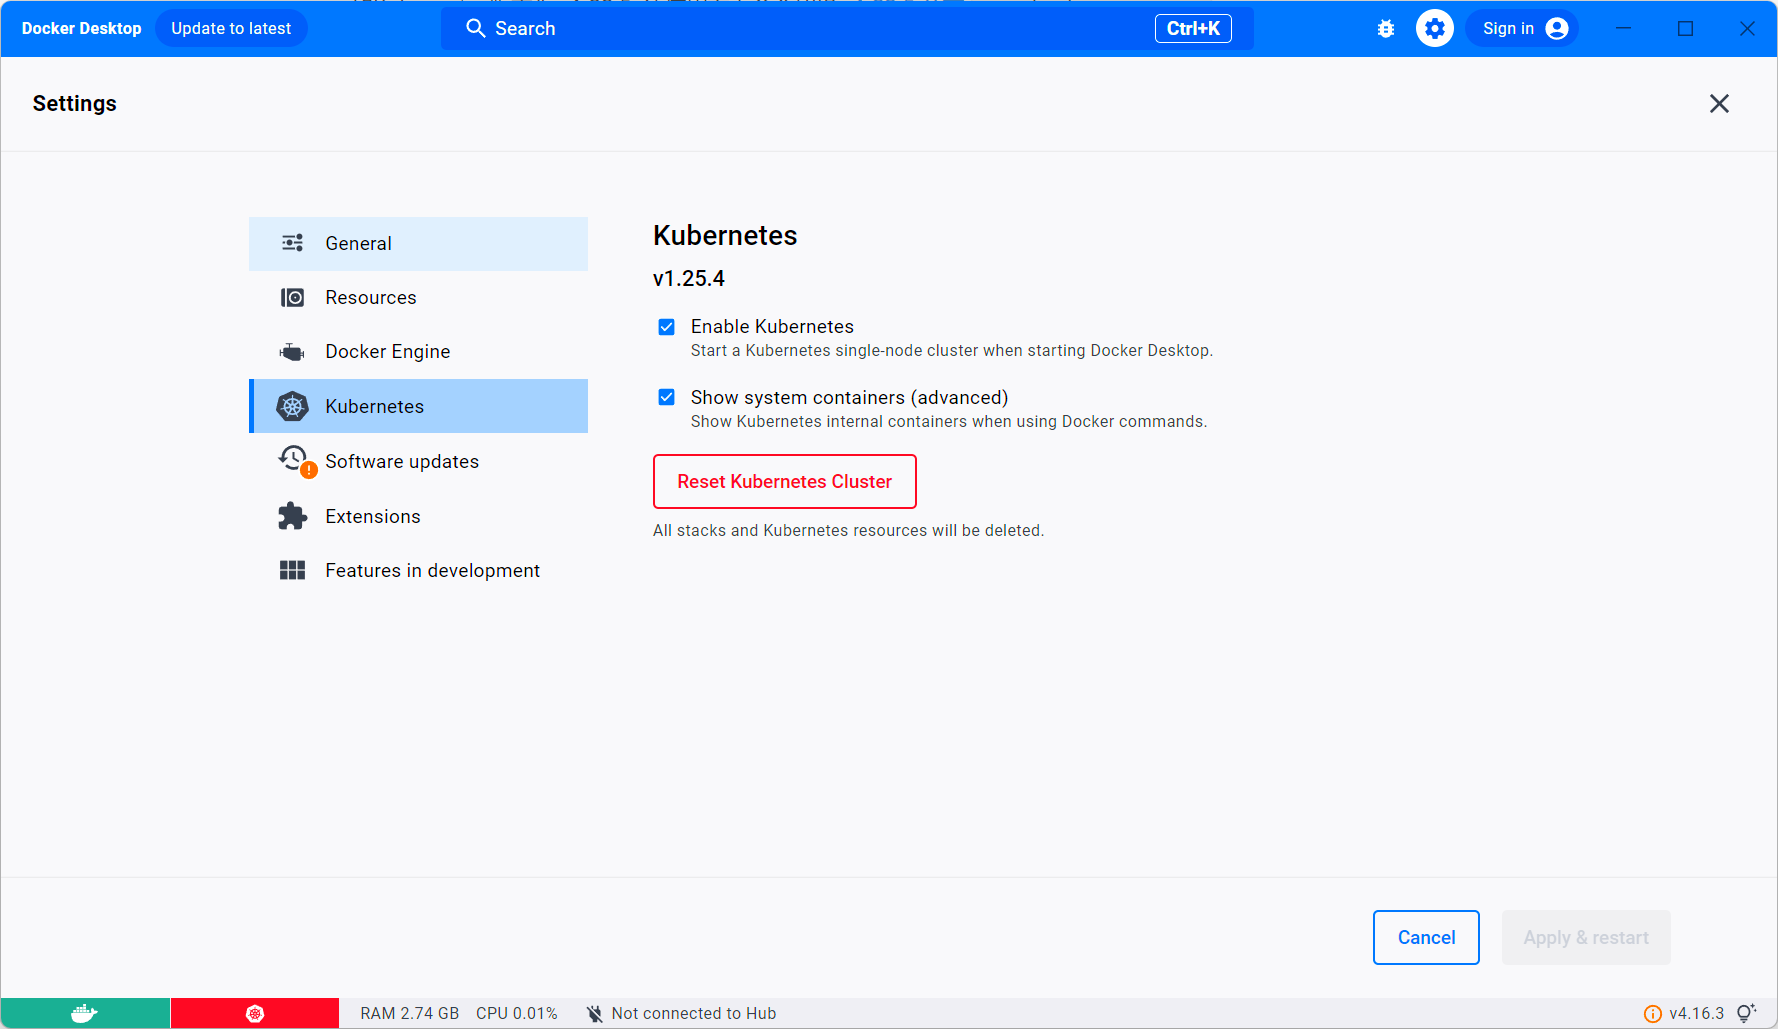 Docker Desktop
Update to latest
Search
Ctrl+K
Sign in
Settings
General
Resources
Docker Engine
Kubernetes
Software updates
Extensions
Features in development
Kubernetes
v1.25.4
Enable Kubernetes
Start a Kubernetes single-node cluster when starting Docker Desktop.
Show system containers (advanced)
Show Kubernetes internal containers when using Docker commands.
Reset Kubernetes Cluster
All stacks and Kubernetes resources will be deleted.
Cancel
Apply & restart
RAM 2.74 GB
CPU 0.01%
Not connected to Hub
v4.16.3